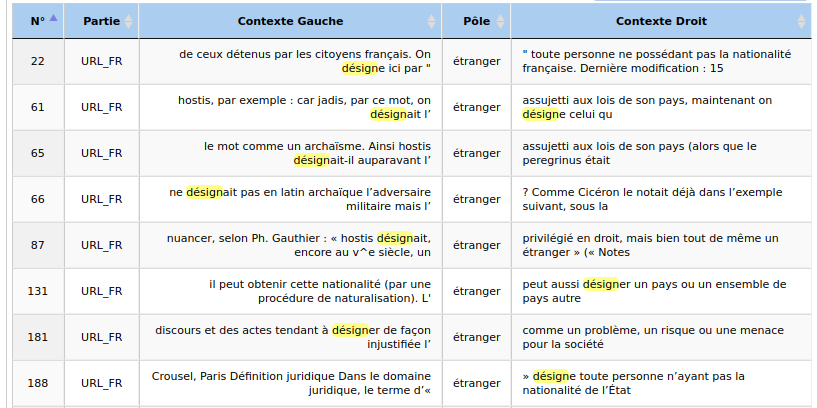 N° Partie Contexte Gauche Pôle Contexte Droit
22 URL_FR de ceux détenus par les citoyens français. On étranger " toute personne ne possédant pas la nationalité
désigne ici par " française. Dernière modification : 15
61 URL_FR hostis, par exemple : car jadis, par ce mot, on étranger assujetti aux lois de son pays, maintenant on
désignait l’ désigne celui qu
65 URL_FR le mot comme un archaïsme. Ainsi hostis étranger assujetti aux lois de son pays (alors que le
désignait-il auparavant l’ peregrinus était
66 URL_FR ne désignait pas en latin archaïque l’adversaire étranger ? Comme Cicéron le notait déjà dans l’exemple
militaire mais l’ suivant, sous la
87 URL_FR nuancer, selon Ph. Gauthier : « hostis désignait, étranger privilégié en droit, mais bien tout de même un
encore au v^e siècle, un étranger » (« Notes
131 URL_FR il peut obtenir cette nationalité (par une étranger peut aussi désigner un pays ou un ensemble de
procédure de naturalisation). L' pays autre
181 URL_FR discours et des actes tendant à désigner de façon étranger comme un problème, un risque ou une menace
injustifiée l’ pour la société
188 URL_FR Crousel, Paris Définition juridique Dans le domaine étranger » désigne toute personne n’ayant pas la
juridique, le terme d’« nationalité de l’État